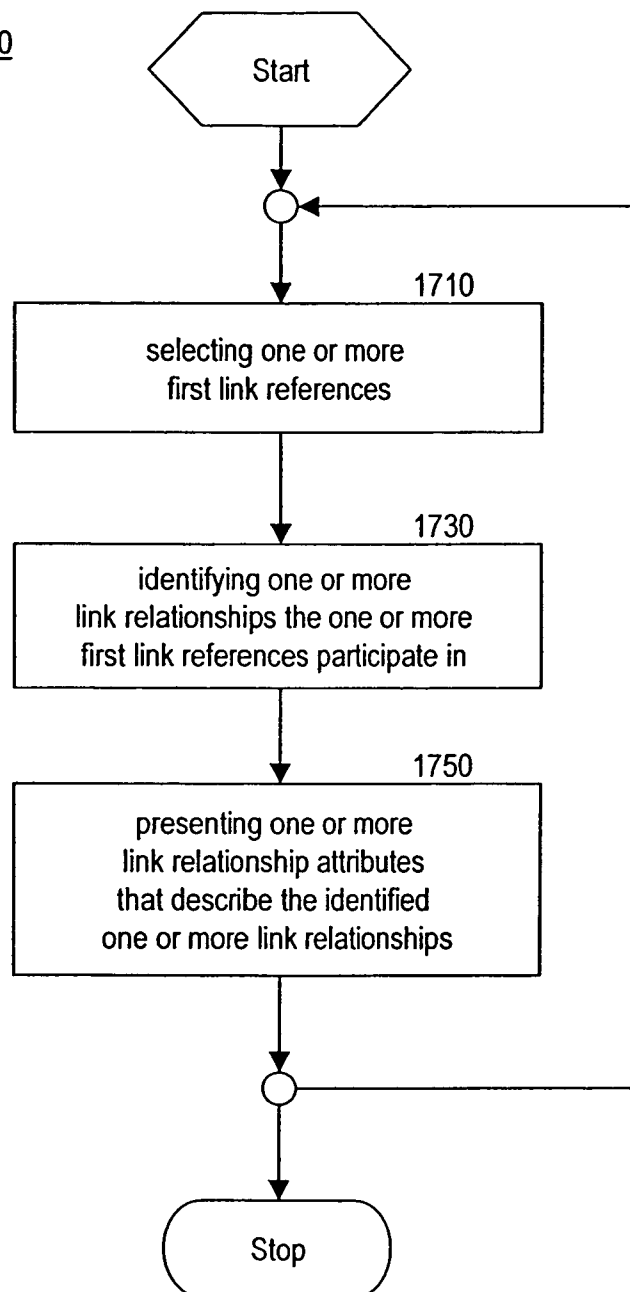 0
Start
1710
selecting one or more
first link references
1730
identifying one or more
link relationships the one or more
first link references participate in
1750
presenting one or more
link relationship attributes
that describe the identified
one or more link relationships
Stop